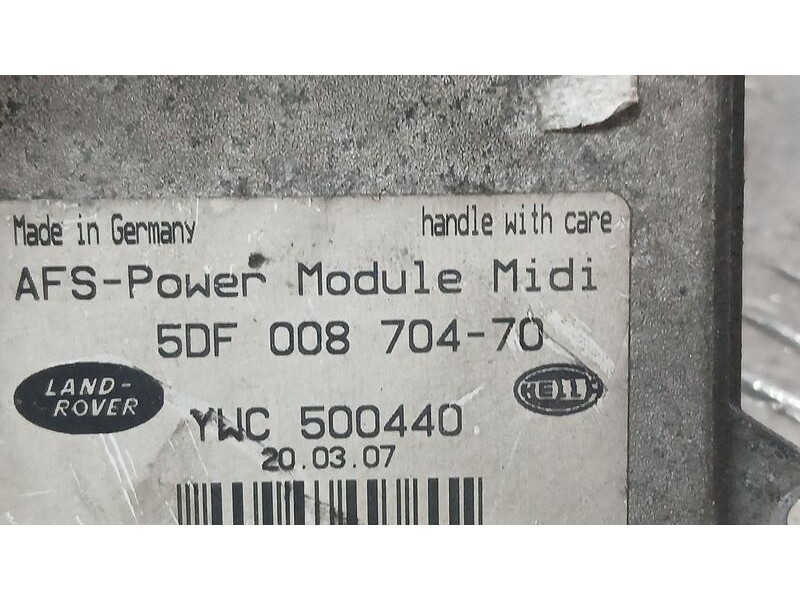 Made in Germany handle with care
AFS-Power Module Midi
5DF 008 704-70
LAND-
ROVER
HELLA
YWC 500440
20.03.07